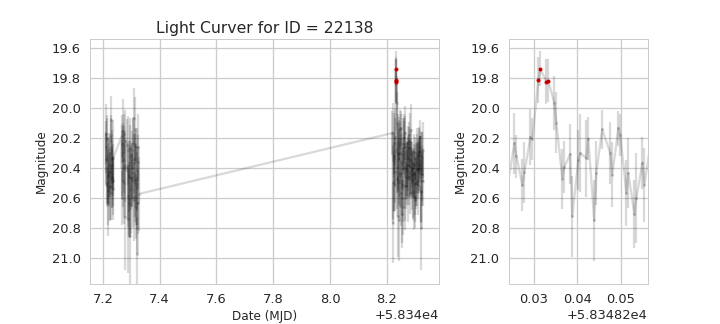 Light Curver for ID = 22138
19.6
19.8
20.0
20.2
20.4
20.6
20.8
21.0
Magnitude
7.2 7.4 7.6 7.8 8.0 8.2
Date (MJD) +5.834e4
19.6
19.8
20.0
20.2
20.4
20.6
20.8
21.0
Magnitude
0.03 0.04 0.05
+5.83482e4